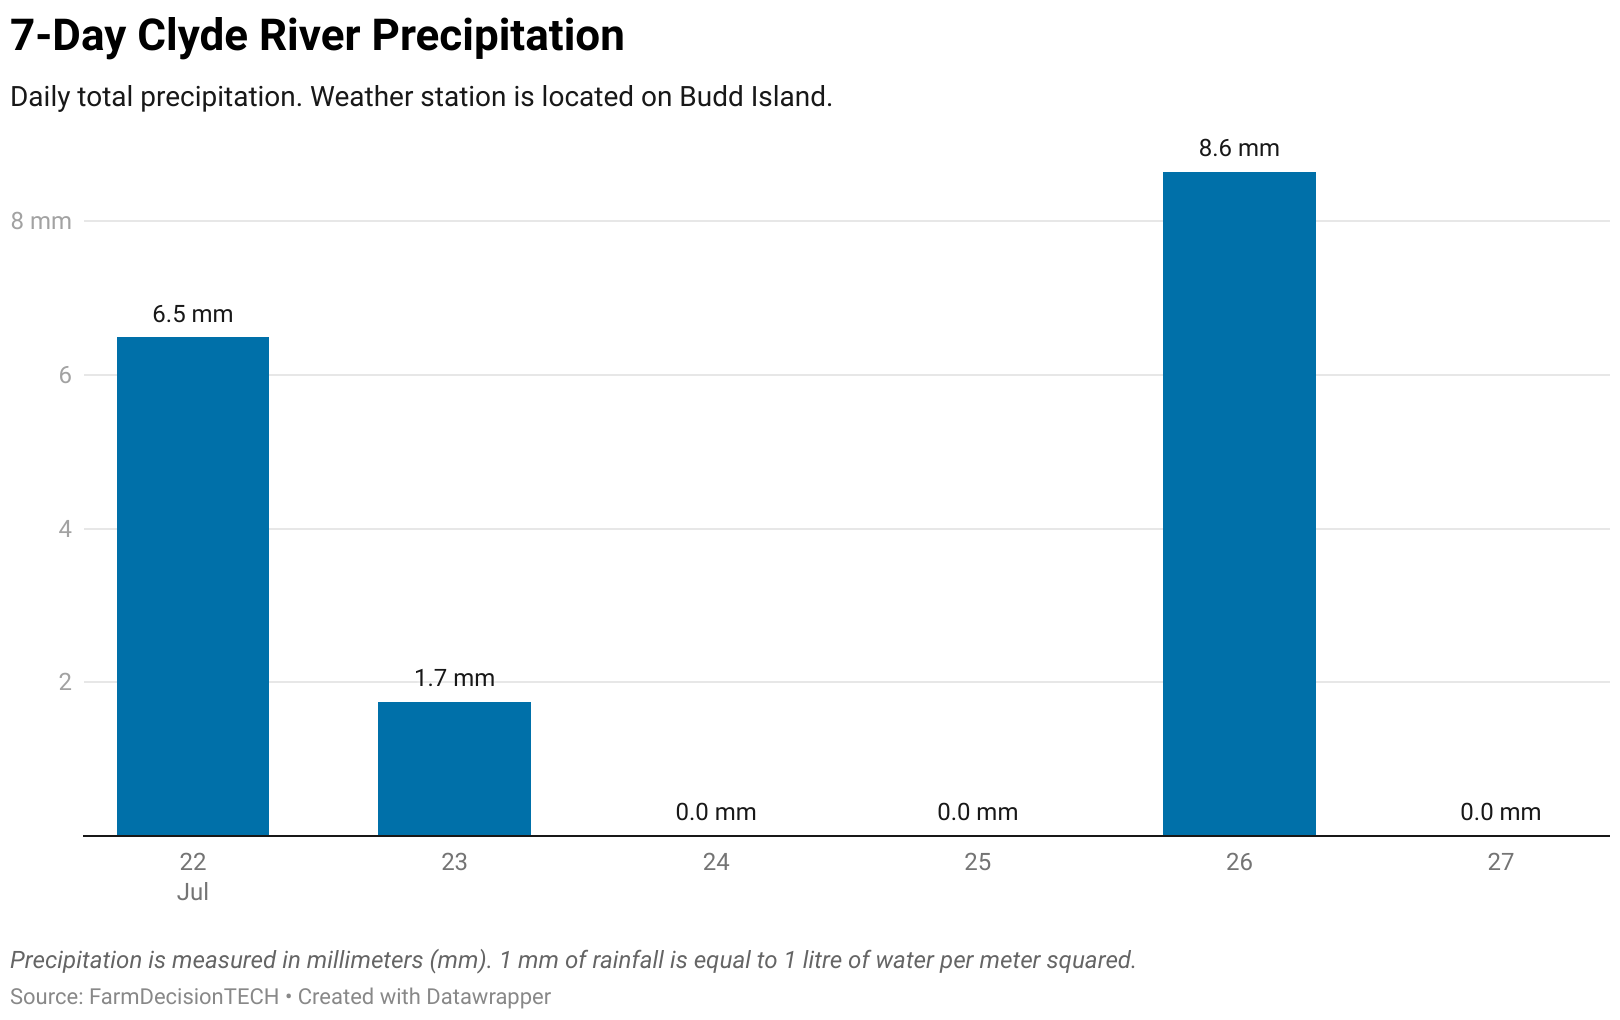 7-Day Clyde River Precipitation
Daily total precipitation. Weather station is located on Budd Island.
8.6 mm
8 mm
6.5 mm
6
4
1.7 mm
2
0.0 mm 0.0 mm 0.0 mm
22 23 24 25 26 27
Jul
Precipitation is measured in millimeters (mm). 1 mm of rainfall is equal to 1 litre of water per meter squared.
Source: FarmDecisionTECH • Created with Datawrapper